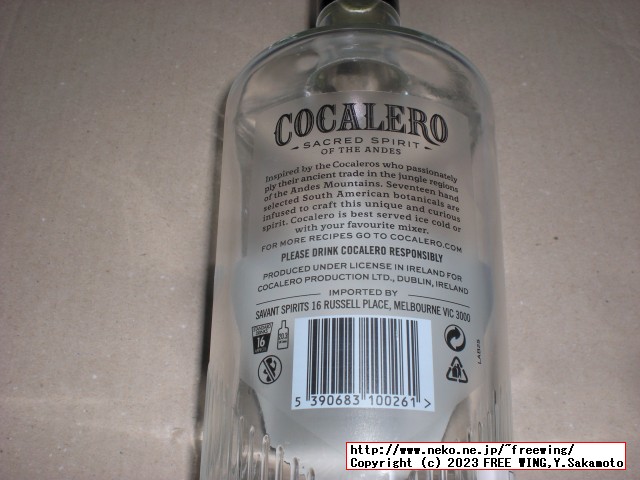 COCALERO
SACRED SPIRIT
OF THE ANDES
Inspired by the Cocaleros who passionately
ply their ancient trade in the jungle regions
of the Andes Mountains. Seventeen hand
selected South American botanicals are
infused to craft this unique and curious
spirit. Cocalero is best served ice cold or
with your favourite mixer.
FOR MORE RECIPES GO TO COCALERO.COM
PLEASE DRINK COCALERO RESPONSIBLY
PRODUCED UNDER LICENSE IN IRELAND FOR
COCALERO PRODUCTION LTD., DUBLIN, IRELAND
IMPORTED BY
SAVANT SPIRITS 16 RUSSELL PLACE, MELBOURNE VIC 3000
16
5 390683 100261 >
http://www.neko.ne.jp/~freewing/
Copyright (c) 2023 FREE WING,Y.Sakamoto